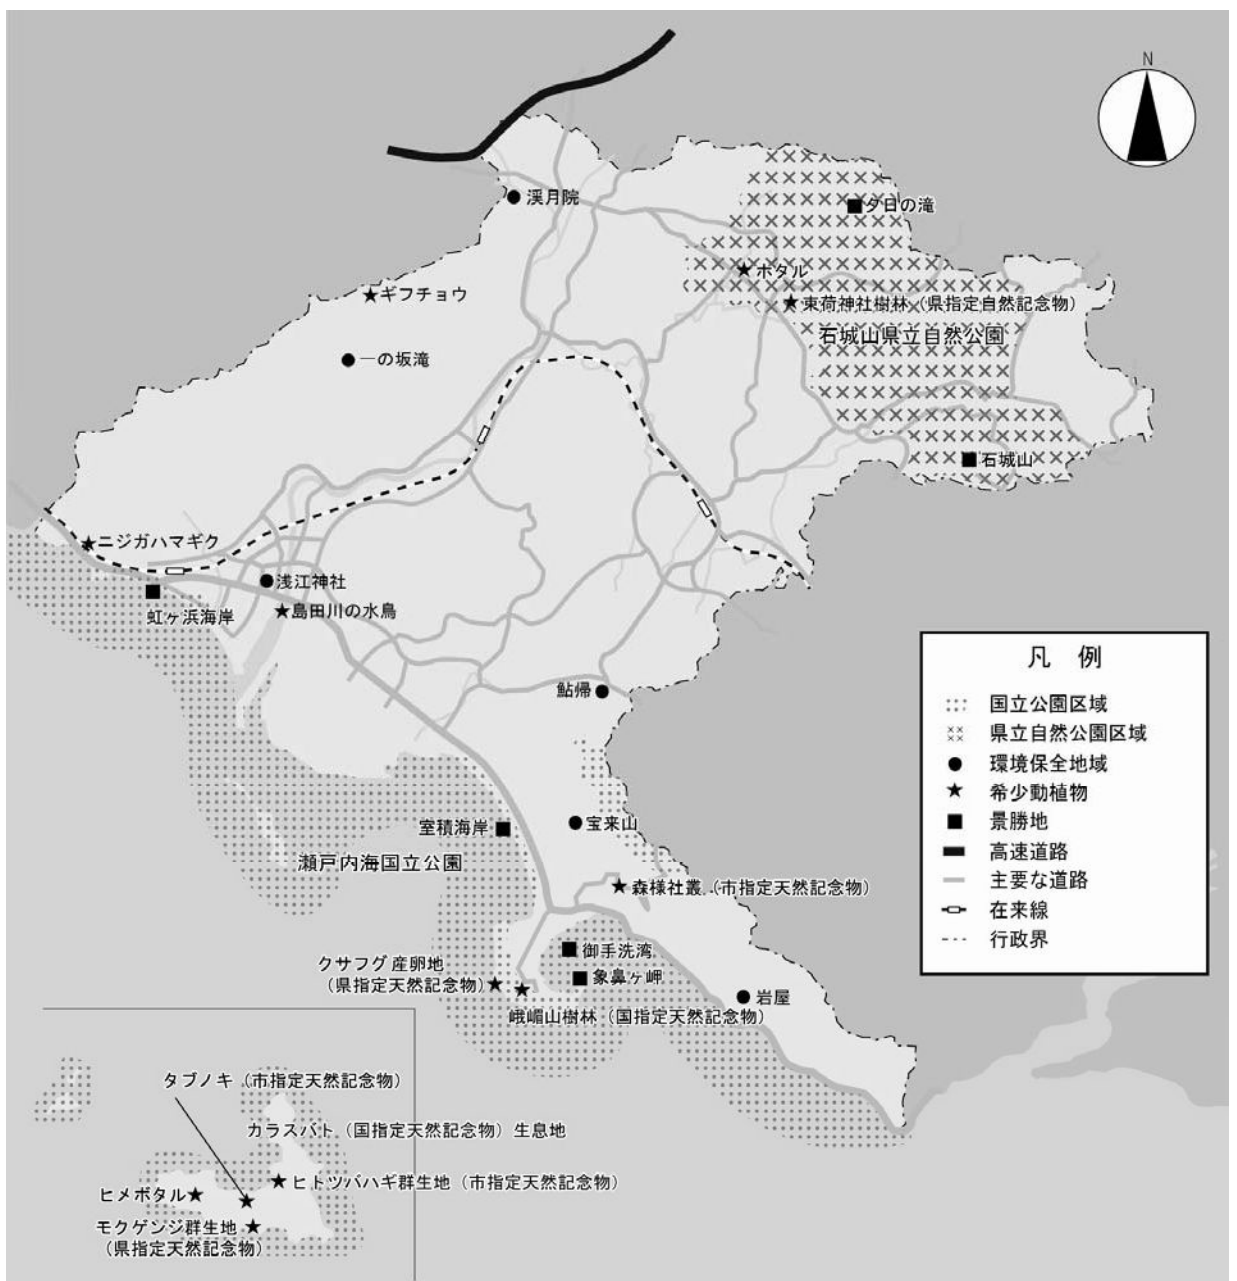 N
渓月院
夕日の滝
ホタル
ギフチョウ
束荷神社樹林（県指定自然記念物）
石城山県立自然公園
一の坂滝
石城山
ニジガハマギク
浅江神社
虹ヶ浜海岸
島田川の水鳥
鮎帰
室積海岸
宝来山
瀬戸内海国立公園
森様社叢（市指定天然記念物）
御手洗湾
クサフグ産卵地
（県指定天然記念物）
象鼻ヶ岬
岩屋
峨嵋山樹林（国指定天然記念物）
凡 例
国立公園区域
県立自然公園区域
環境保全地域
希少動植物
景勝地
高速道路
主要な道路
在来線
行政界
タブノキ（市指定天然記念物）
カラスバト（国指定天然記念物）生息地
ヒトツバハギ群生地（市指定天然記念物）
ヒメボタル
モクゲンジ群生地
（県指定天然記念物）